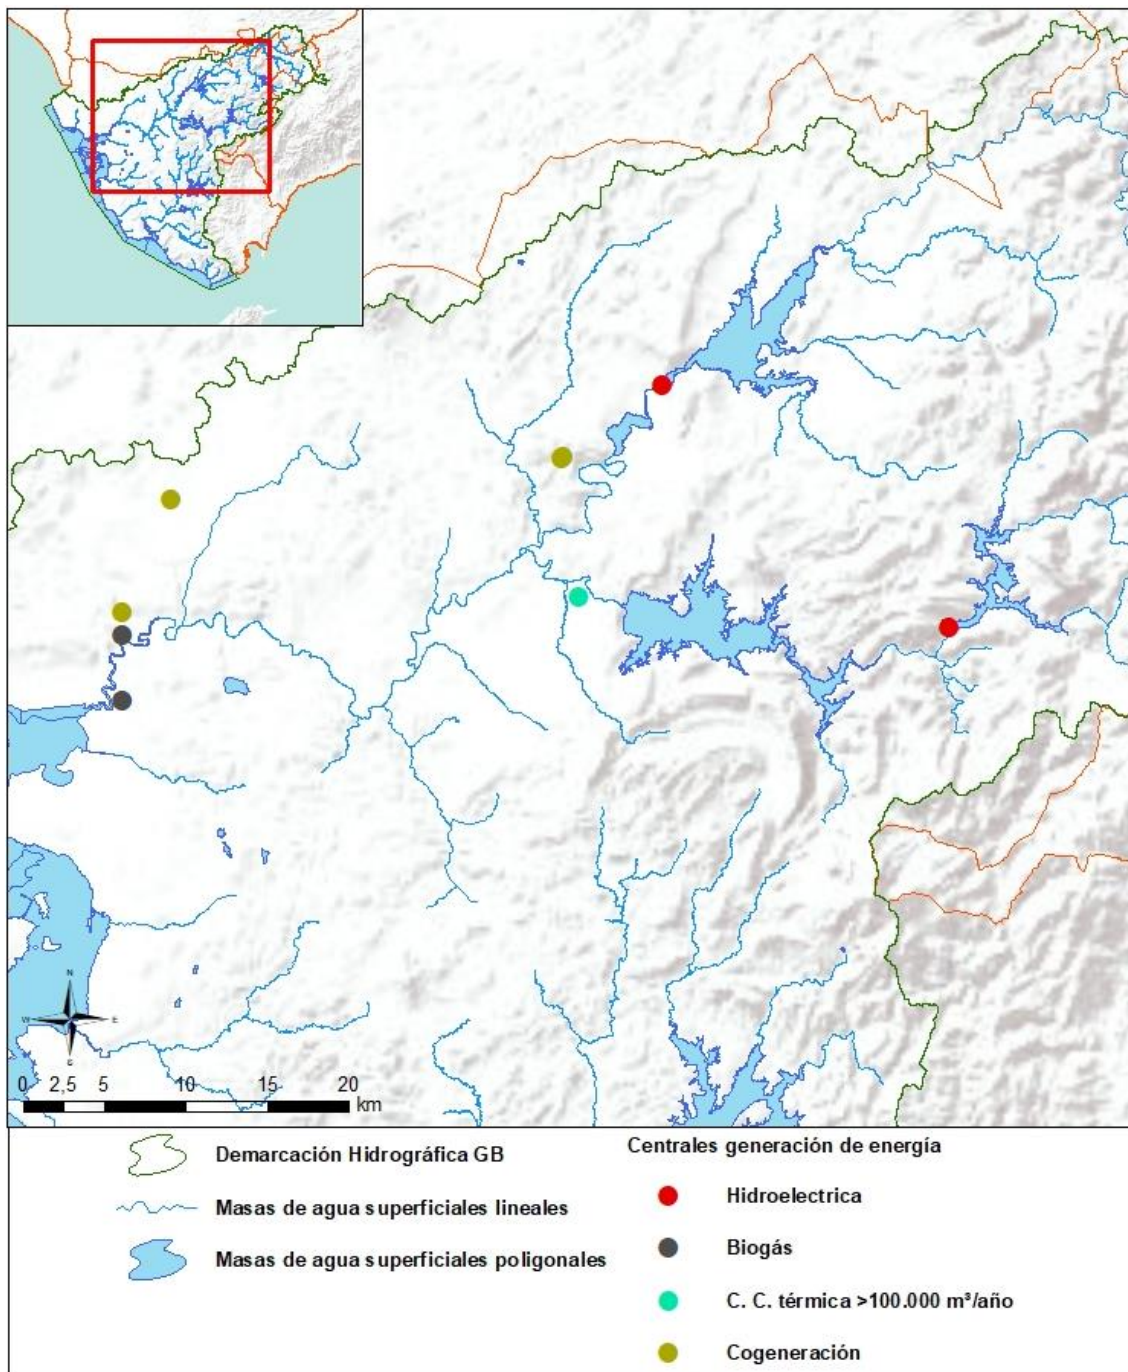 N
W E
S
0 2,5 5 10 15 20
km
Demarcación Hidrográfica GB
Masas de agua superficiales lineales
Masas de agua superficiales poligonales
Centrales generación de energía
Hidroelectrica
Biogás
C. C. térmica >100.000 m³/año
Cogeneración